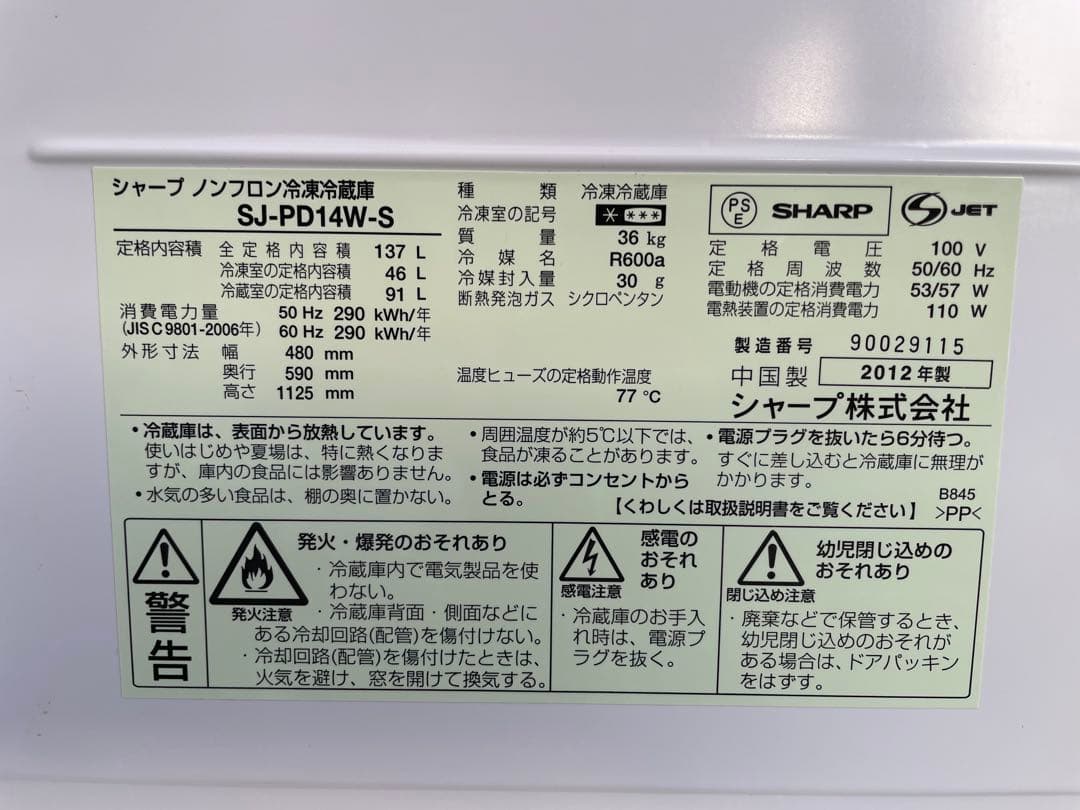 シャープ ノンフロン冷凍冷蔵庫
SJ-PD14W-S
定格内容積 全定格内容積 137 L
冷凍室の定格内容積 46 L
冷蔵室の定格内容積 91 L
消費電力量 50 Hz 290 kWh/年
(JIS C 9801-2006年) 60 Hz 290 kWh/年
外形寸法 幅 480 mm
奥行 590 mm
高さ 1125 mm
種類 冷凍冷蔵庫
冷凍室の記号 * ***
質量 36 kg
冷媒名 R600a
冷媒封入量 30 g
断熱発泡ガス シクロペンタン
温度ヒューズの定格動作温度
77 ℃
PS E SHARP
S JET
定格電圧 100 V
定格周波数 50/60 Hz
電動機の定格消費電力 53/57 W
電熱装置の定格消費電力 110 W
製造番号 90029115
中国製 2012年製
シャープ株式会社
・冷蔵庫は、表面から放熱しています。
使いはじめや夏場は、特に熱くなりま
すが、庫内の食品には影響ありません。
・水気の多い食品は、棚の奥に置かない。
・周囲温度が約5℃以下では、
食品が凍ることがあります。
・電源は必ずコンセントから
とる。
・電源プラグを抜いたら6分待つ。
すぐに差し込むと冷蔵庫に無理が
かかります。
【くわしくは取扱説明書をご覧ください】
B845
>PP<
警告
発火注意
発火・爆発のおそれあり
・冷蔵庫内で電気製品を使
わない。
・冷蔵庫背面・側面などに
ある冷却回路(配管)を傷付けない。
・冷却回路(配管)を傷付けたときは、
火気を避け、窓を開けて換気する。
感電注意
感電の
おそれ
あり
・冷蔵庫のお手入
れ時は、電源プ
ラグを抜く。
閉じ込め注意
幼児閉じ込めの
おそれあり
・廃棄などで保管するとき、
幼児閉じ込めのおそれが
ある場合は、ドアパッキン
をはずす。